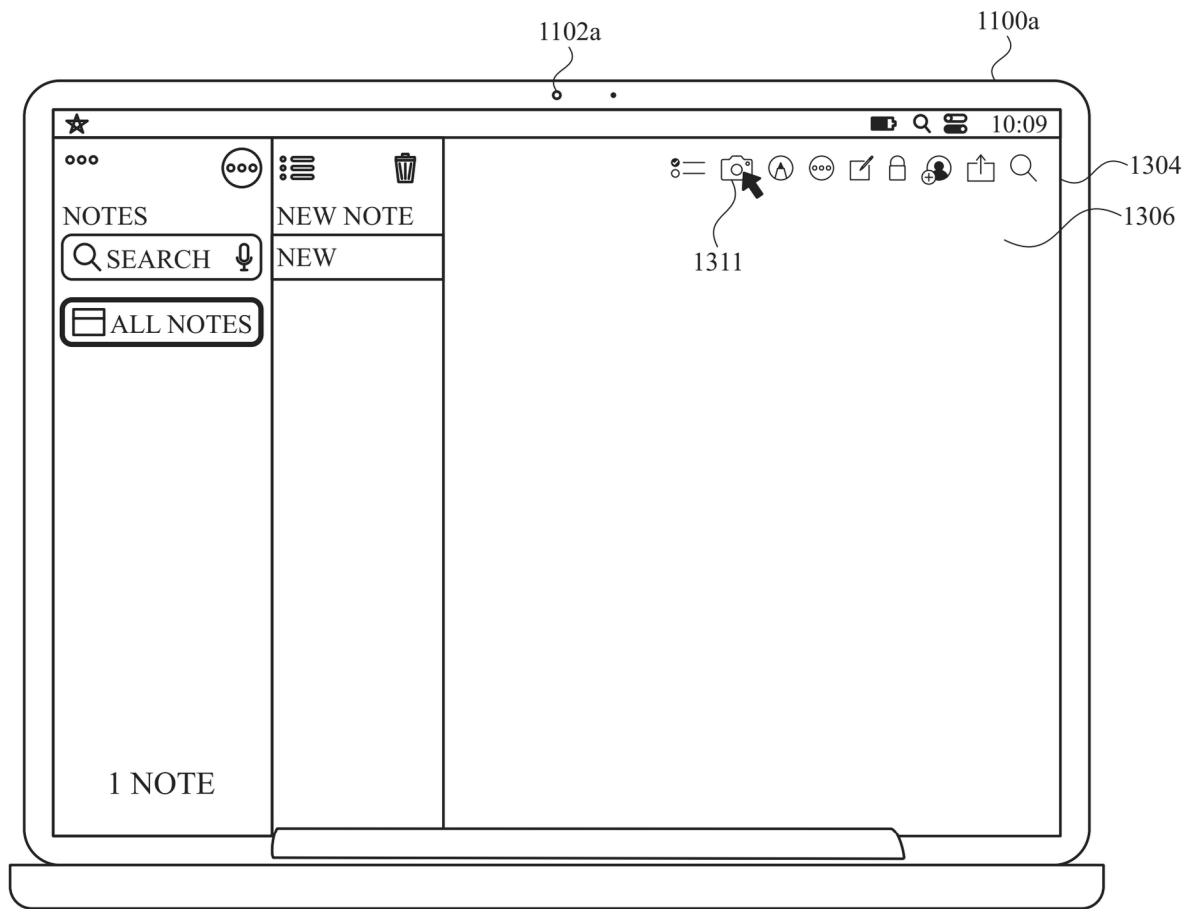 1102a
1100a
10:09
1304
NOTES
NEW NOTE
1306
SEARCH
NEW
1311
ALL NOTES
1 NOTE